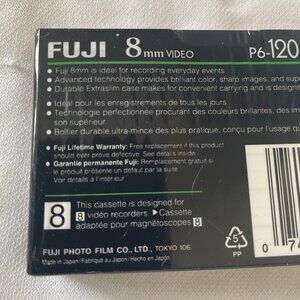 FUJI 8mm VIDEO P6-120
• Fuji 8mm is ideal for recording everyday events
• Advanced technology provides brilliant color, sharp images, and
• Durable Extraslim case makes for convenient carrying and is
• Idéal pour les enregistrements de tous les jours
• Technologie perfectionnée procurant des couleurs brillantes, des
son supérieur
• Boîtier durable ultra-mince des plus pratique, conçu pour l'usage
• Fuji Lifetime Warranty: Free replacement if this product
should ever prove defective. See inside for details.
• Garantie permanente Fuji: Remplacement gratuit si
le produit présente un défaut par la suite.
Voir détails à l'intérieur
8 This cassette is designed for
8 video recorders. ▶Cassette
adaptée pour magnétoscopes 8
FUJI PHOTO FILM CO., LTD., TOKYO 106.
Made in Japan/Fabriqué au Japon/Hecho en Japón
5
PP
0